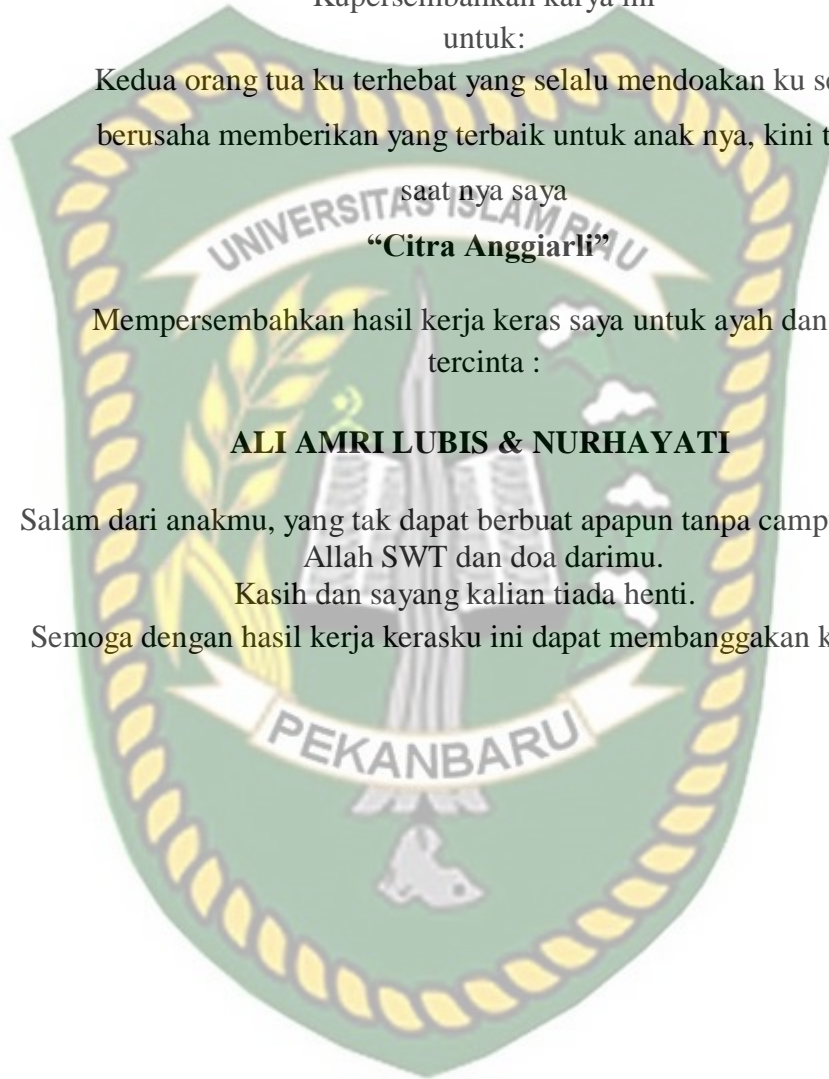 Kupersembahkan karya ini
untuk:
Kedua orang tua ku terhebat yang selalu mendoakan ku
berusaha memberikan yang terbaik untuk anak nya, kini
saat nya saya
UNIVERSITAS ISLAM RIAU
“Citra Anggiarli”
Mempersembahkan hasil kerja keras saya untuk ayah dan
tercinta :
ALI AMRI LUBIS & NURHAYATI
Salam dari anakmu, yang tak dapat berbuat apapun tanpa
Allah SWT dan doa darimu.
Kasih dan sayang kalian tiada henti.
Semoga dengan hasil kerja kerasku ini dapat membanggakan
PEKANBARU